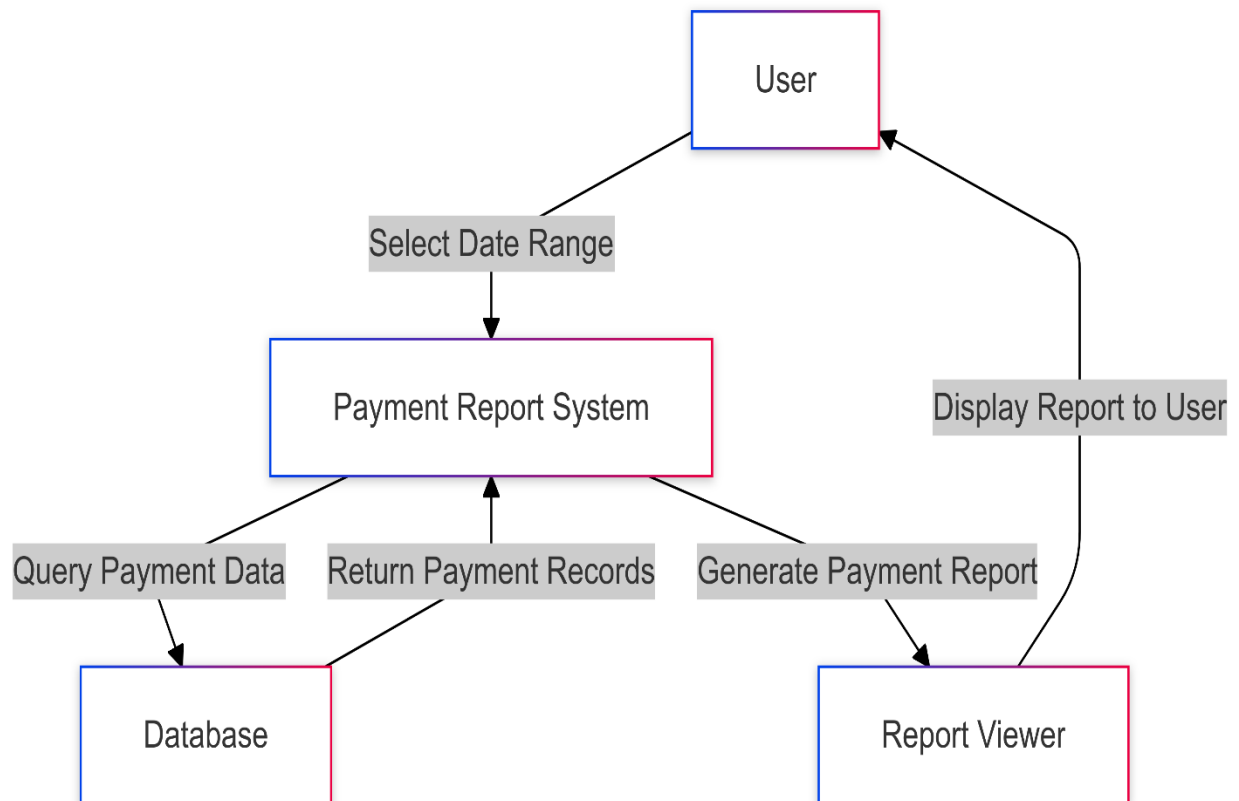 User
Select Date Range
Payment Report System
Display Report to User
Query Payment Data
Return Payment Records
Generate Payment Report
Database
Report Viewer